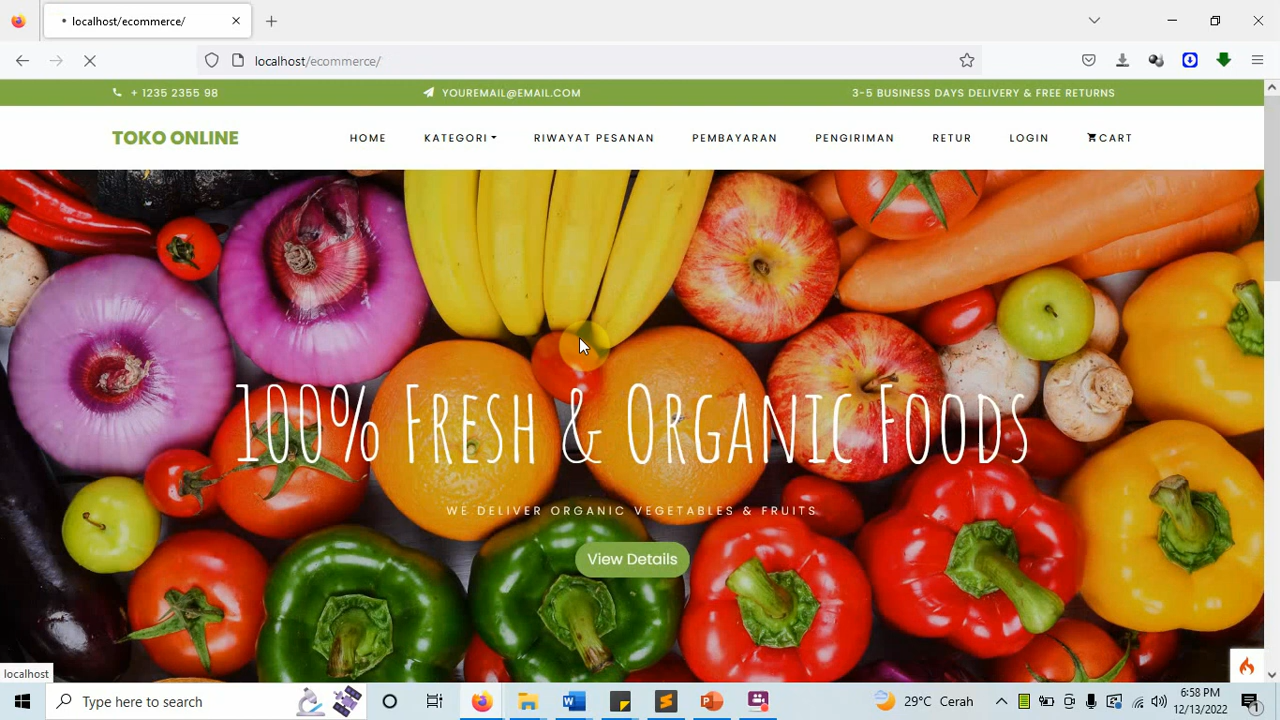 localhost/ecommerce/
localhost/ecommerce/
+ 1235 2355 98
YOUREMAIL@EMAIL.COM
3-5 BUSINESS DAYS DELIVERY & FREE RETURNS
TOKO ONLINE
HOME
KATEGORI
RIWAYAT PESANAN
PEMBAYARAN
PENGIRIMAN
RETUR
LOGIN
CART
100% Fresh & Organic Foods
WE DELIVER ORGANIC VEGETABLES & FRUITS
View Details
localhost
Type here to search
29°C Cerah
6:58 PM
12/13/2022
1